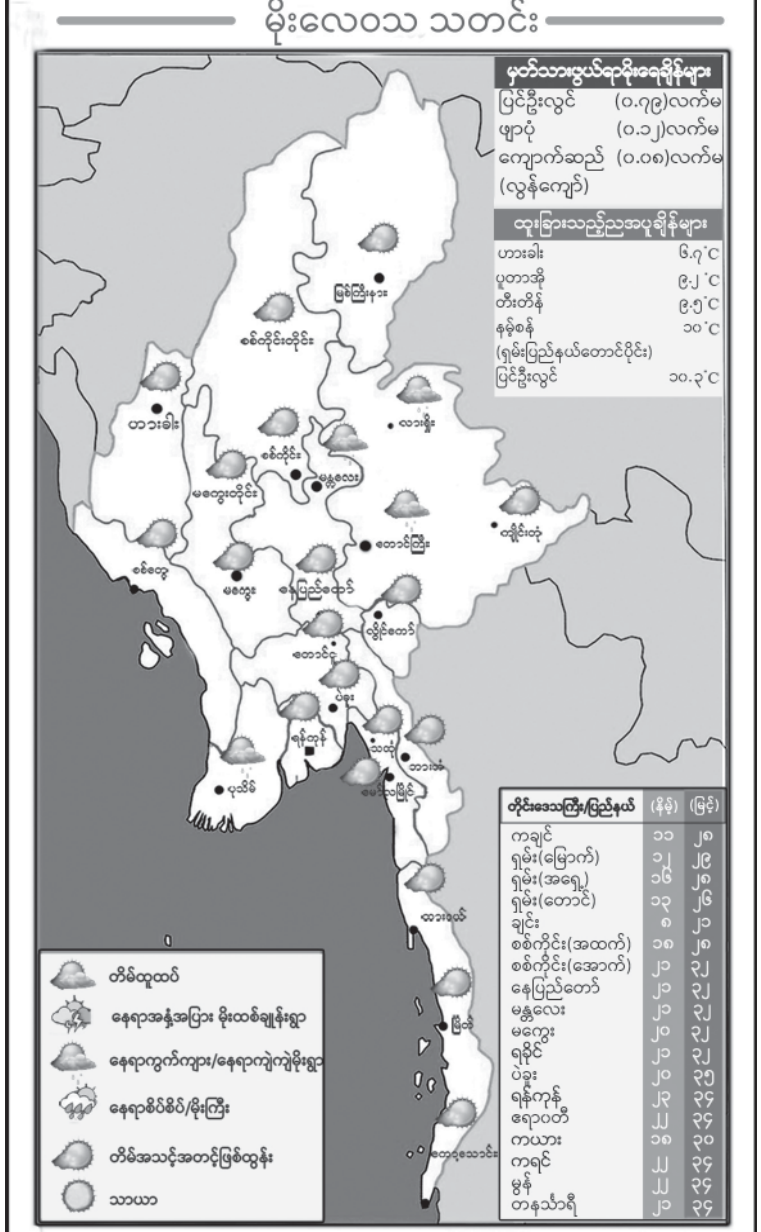 မိုးလေဝသ သတင်း
မှတ်သားဖွယ်ရာမိုးရေချိန်များ
ပြင်ဦးလွင် (၀.၇၉)လက်မ
ဖျာပုံ (၀.၁၂)လက်မ
ကျောက်ဆည် (၀.၀၈)လက်မ
(လွန်ကျော်)
ထူးခြားသည့်ညအပူချိန်များ
ဟားခါး ၆.၇°C
ပူတာအို ၉.၂°C
တီးတိန် ၉.၅°C
နမ့်စန် ၁၀°C
(ရှမ်းပြည်နယ်တောင်ပိုင်း)
ပြင်ဦးလွင် ၁၀.၃°C
မြစ်ကြီးနား
စစ်ကိုင်းတိုင်း
ဟားခါး
လားရှိုး
စစ်ကိုင်း
မန္တလေး
မကွေးတိုင်း
ကျိုင်းတုံ
တောင်ကြီး
စစ်တွေ
မကွေး
နေပြည်တော်
လွိုင်ကော်
တောင်ငူ
ပဲခူး
ရန်ကုန်
သထုံ
ဘားအံ
ပုသိမ်
မော်လမြိုင်
ထားဝယ်
မြိတ်
ကော့သောင်း
တိမ်ထူထပ်
နေရာအနှံ့အပြား မိုးထစ်ချုန်းရွာ
နေရာကွက်ကျား/နေရာကျဲကျဲမိုးရွာ
နေရာစိပ်စိပ်/မိုးကြီး
တိမ်အသင့်အတင့်ဖြစ်ထွန်း
သာယာ
တိုင်းဒေသကြီး/ပြည်နယ် (နိမ့်) (မြင့်)
ကချင် ၁၁ ၂၈
ရှမ်း(မြောက်) ၁၂ ၂၉
ရှမ်း(အရှေ့) ၁၆ ၂၈
ရှမ်း(တောင်) ၁၃ ၂၆
ချင်း ၈ ၂၁
စစ်ကိုင်း(အထက်) ၁၈ ၂၈
စစ်ကိုင်း(အောက်) ၂၁ ၃၂
နေပြည်တော် ၂၁ ၃၂
မန္တလေး ၂၁ ၃၂
မကွေး ၂၀ ၃၂
ရခိုင် ၂၁ ၃၂
ပဲခူး ၂၀ ၃၅
ရန်ကုန် ၂၃ ၃၄
ဧရာဝတီ ၂၂ ၃၄
ကယား ၁၈ ၃၀
ကရင် ၂၂ ၃၄
မွန် ၂၂ ၃၄
တနင်္သာရီ ၂၁ ၃၄